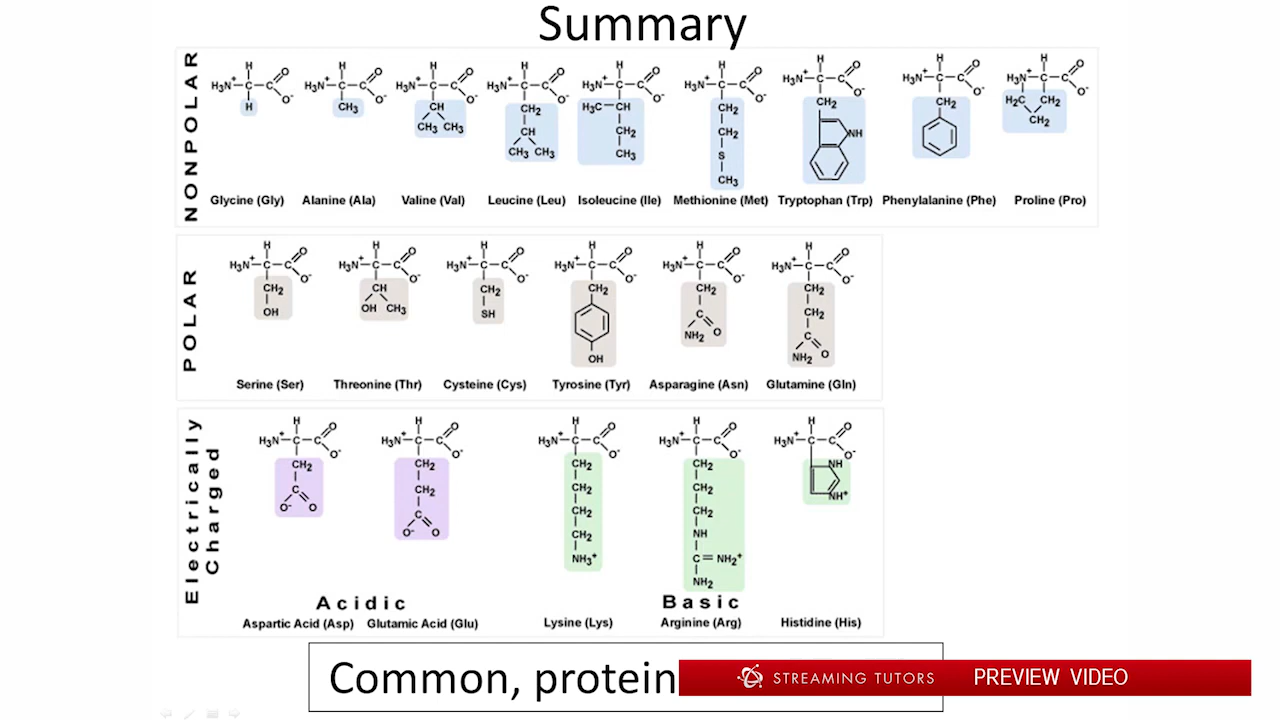 Summary
NONPOLAR
Glycine (Gly) Alanine (Ala) Valine (Val) Leucine (Leu) Isoleucine (Ile) Methionine (Met) Tryptophan (Trp) Phenylalanine (Phe) Proline (Pro)
POLAR
Serine (Ser) Threonine (Thr) Cysteine (Cys) Tyrosine (Tyr) Asparagine (Asn) Glutamine (Gln)
Electrically
Charged
Acidic Basic
Aspartic Acid (Asp) Glutamic Acid (Glu) Lysine (Lys) Arginine (Arg) Histidine (His)
Common, protein
STREAMING TUTORS PREVIEW VIDEO